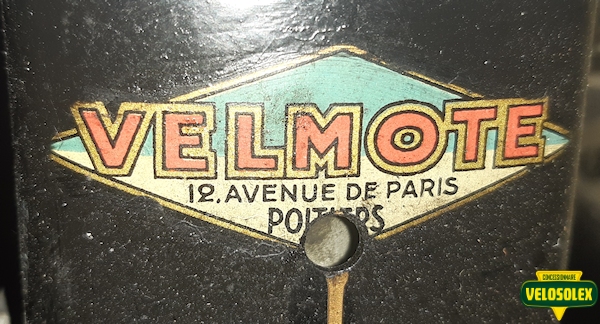 VELMOTE
12, AVENUE DE PARIS
POITIERS
CONCESSIONNAIRE
VELOSOLEX